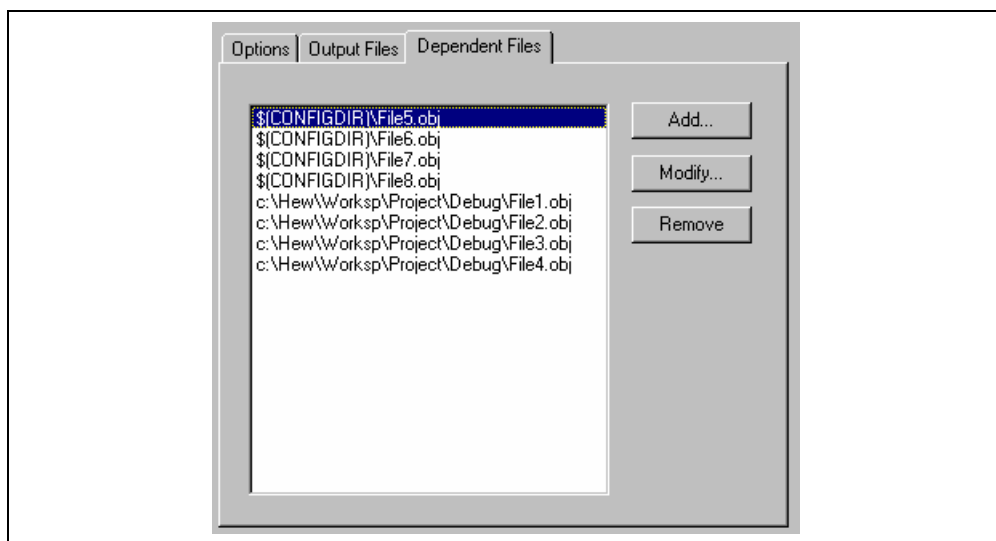 Options Output Files Dependent Files
$(CONFIGDIR)\File5.obj
$(CONFIGDIR)\File6.obj
$(CONFIGDIR)\File7.obj
$(CONFIGDIR)\File8.obj
c:\Hew\Worksp\Project\Debug\File1.obj
c:\Hew\Worksp\Project\Debug\File2.obj
c:\Hew\Worksp\Project\Debug\File3.obj
c:\Hew\Worksp\Project\Debug\File4.obj
Add...
Modify...
Remove